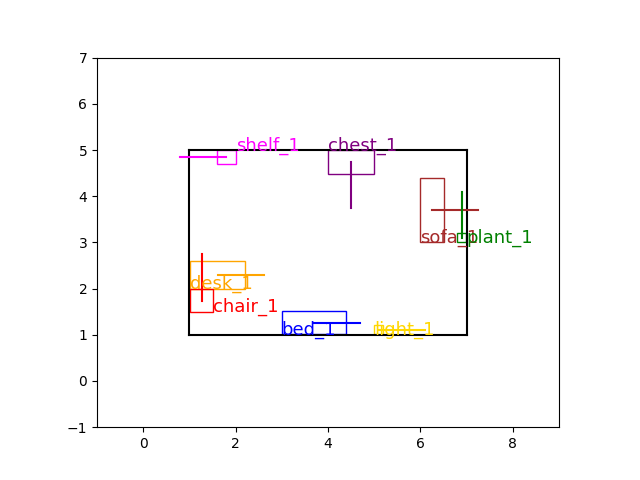 7
6
5
4
3
2
1
0
−1
shelf_1
chest_1
sofa_1
plant_1
desk_1
chair_1
bed_1
light_1
0
2
4
6
8